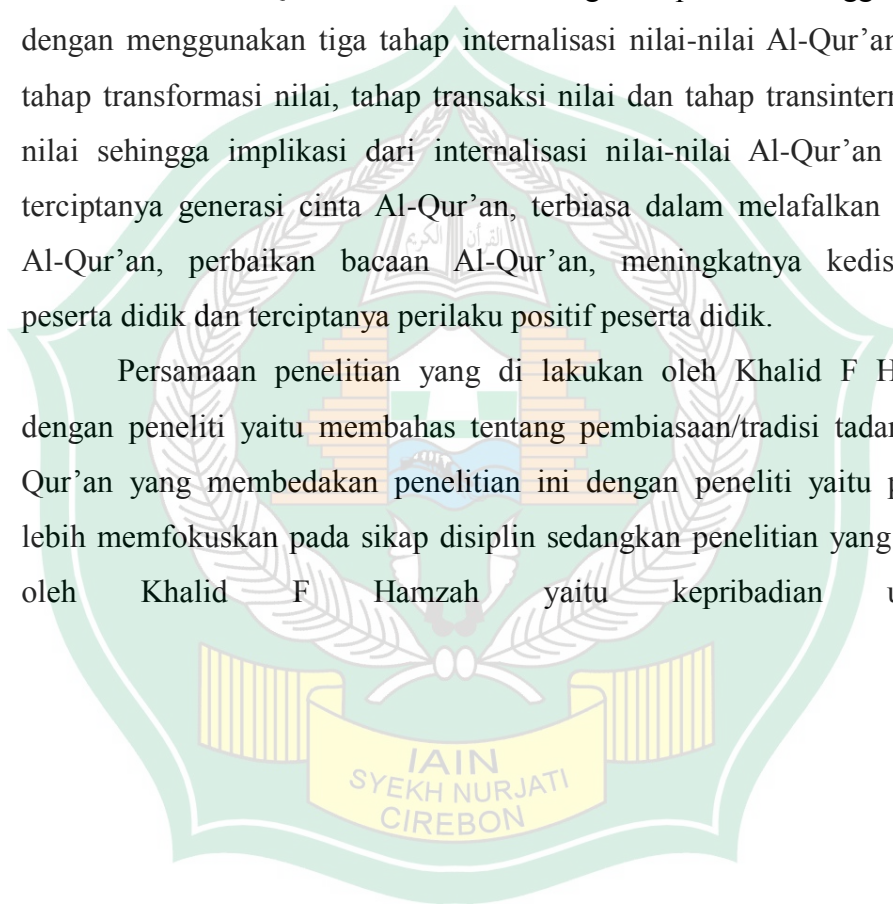 dengan menggunakan tiga tahap internalisasi nilai-nilai Al-Qur'an
tahap transformasi nilai, tahap transaksi nilai dan tahap
nilai sehingga implikasi dari internalisasi nilai-nilai Al-Qur'an
terciptanya generasi cinta Al-Qur'an, terbiasa dalam melafalkan
Al-Qur'an, perbaikan bacaan Al-Qur'an, meningkatnya
peserta didik dan terciptanya perilaku positif peserta didik.
Persamaan penelitian yang di lakukan oleh Khalid F
dengan peneliti yaitu membahas tentang pembiasaan/tradisi
Qur'an yang membedakan penelitian ini dengan peneliti yaitu
lebih memfokuskan pada sikap disiplin sedangkan penelitian yang
oleh Khalid F Hamzah yaitu kepribadian
القرآن الكريم
IAIN
SYEKH NURJATI
CIREBON